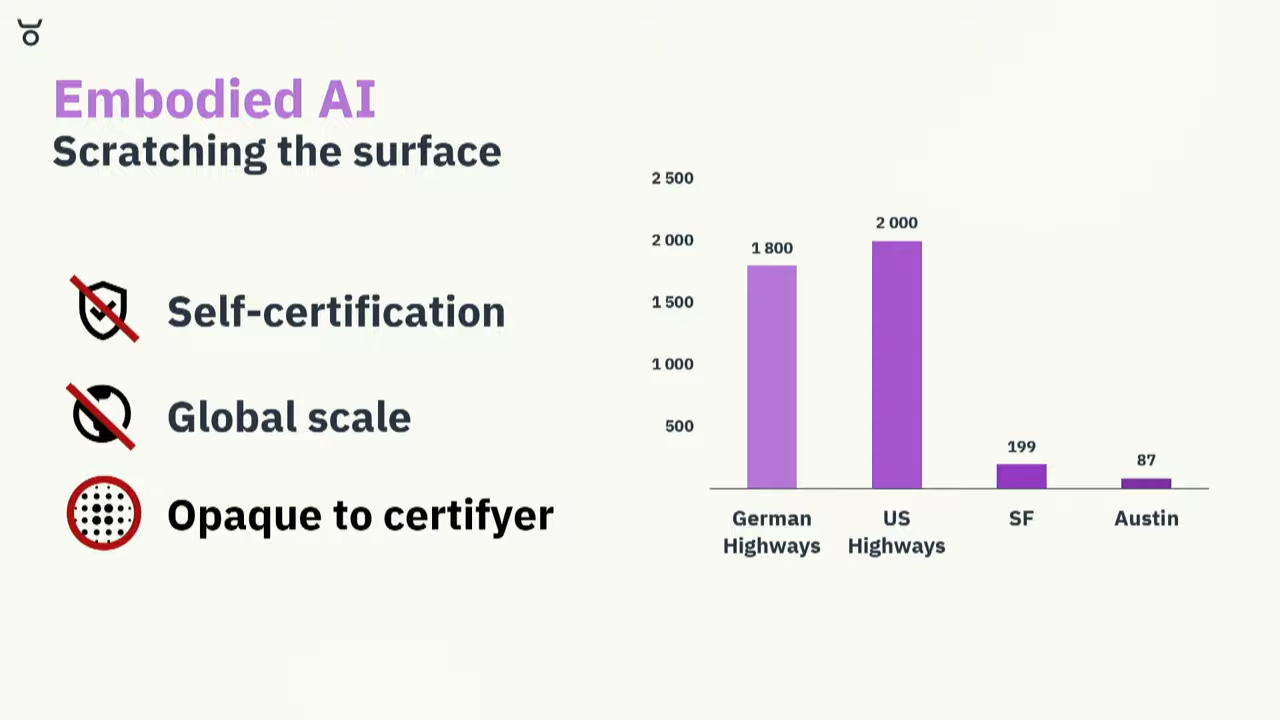 Embodied AI
Scratching the surface
Self-certification
Global scale
Opaque to certifyer
2 500
2 000
1 500
1 000
500
1 800
2 000
199
87
German
Highways
US
Highways
SF
Austin